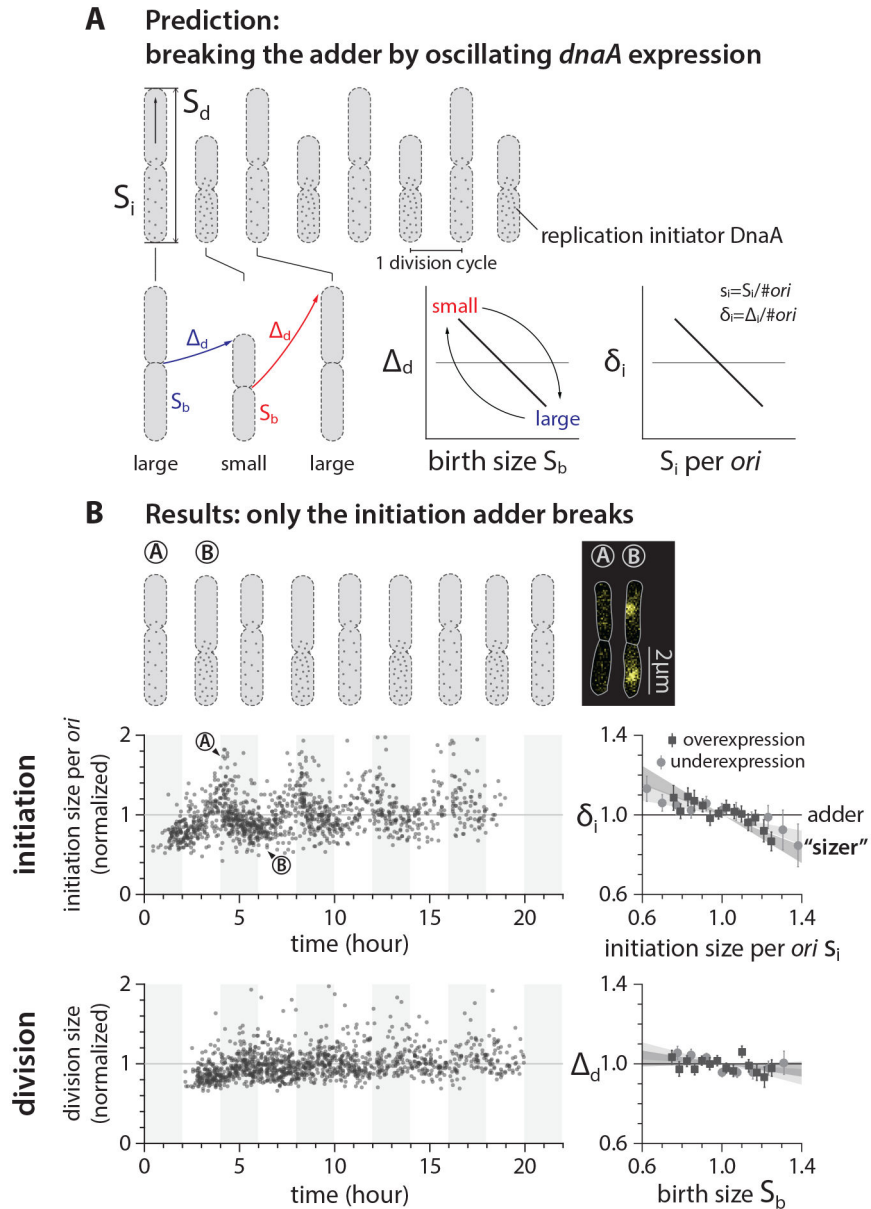 A Prediction:
breaking the adder by oscillating dnaA expression
S_d
S_i
replication initiator DnaA
1 division cycle
Δ_d
Δ_d
S_b
S_b
large
small
large
small
large
Δ_d
birth size S_b
s_i=S_i/#ori
δ_i=Δ_i/#ori
δ_i
S_i per ori
B Results: only the initiation adder breaks
A B
A B
2μm
initiation
initiation size per ori
(normalized)
2
1
0
A
B
0 5 10 15 20
time (hour)
1.4
1.0
0.6
δ_i
overexpression
underexpression
adder
"sizer"
0.6 1.0 1.4
initiation size per ori s_i
division
division size
(normalized)
2
1
0
0 5 10 15 20
time (hour)
1.4
1.0
0.6
Δ_d
0.6 1.0 1.4
birth size S_b